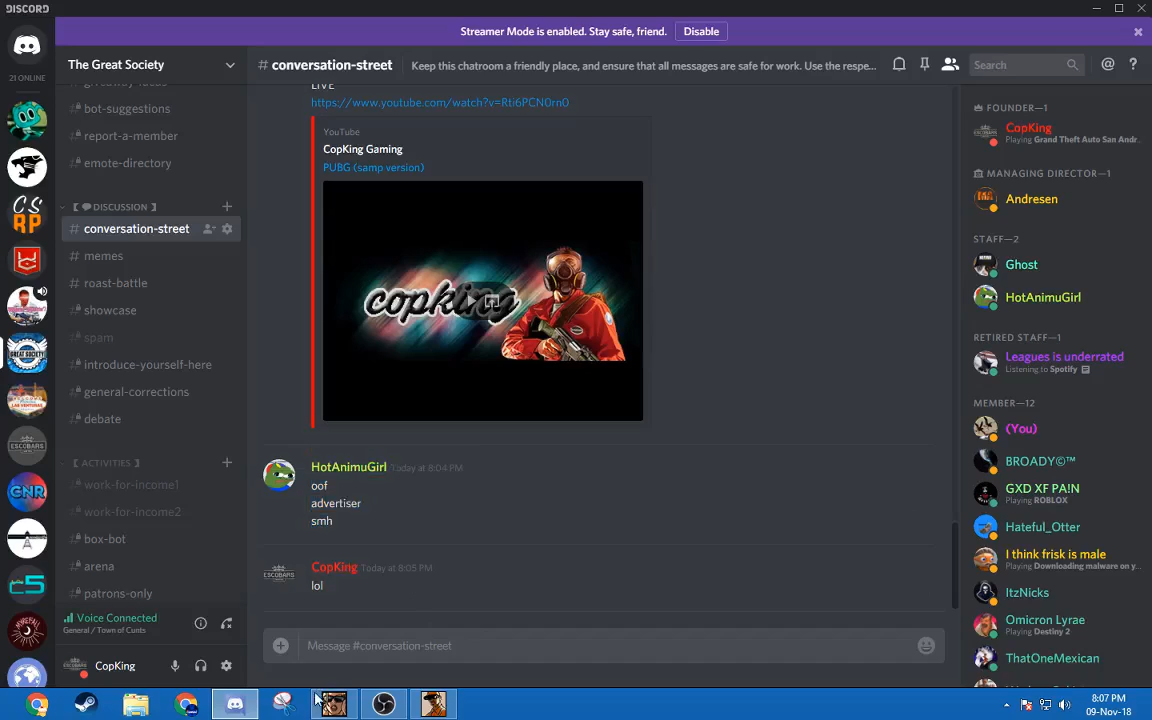 DISCORD
Streamer Mode is enabled. Stay safe, friend.
Disable
21 ONLINE
The Great Society
bot-suggestions
report-a-member
emote-directory
【 DISCUSSION 】
# conversation-street
memes
roast-battle
showcase
spam
introduce-yourself-here
general-corrections
debate
[ ACTIVITIES ]
work-for-income1
work-for-income2
box-bot
arena
patrons-only
Voice Connected
General / Town of Cunts
CopKing
# conversation-street
Keep this chatroom a friendly place, and ensure that all messages are safe for work. Use the respe...
Search
LIVE
https://www.youtube.com/watch?v=Rti6PCN0rn0
YouTube
CopKing Gaming
PUBG (samp version)
copking
HotAnimuGirl Today at 8:04 PM
oof
advertiser
smh
CopKing Today at 8:05 PM
lol
Message #conversation-street
FOUNDER—1
CopKing
Playing Grand Theft Auto San Andr...
MANAGING DIRECTOR—1
Andresen
STAFF—2
Ghost
HotAnimuGirl
RETIRED STAFF—1
Leagues is underrated
Listening to Spotify
MEMBER—12
(You)
BROADY©™
GXD XF PA!N
Playing ROBLOX
Hateful_Otter
I think frisk is male
Playing Downloading malware on y...
ItzNicks
Omicron Lyrae
Playing Destiny 2
ThatOneMexican
CS
RP
GREAT SOCIETY
ESCOBARS
GNR
C5
ESCOBARS
8:07 PM
09-Nov-18